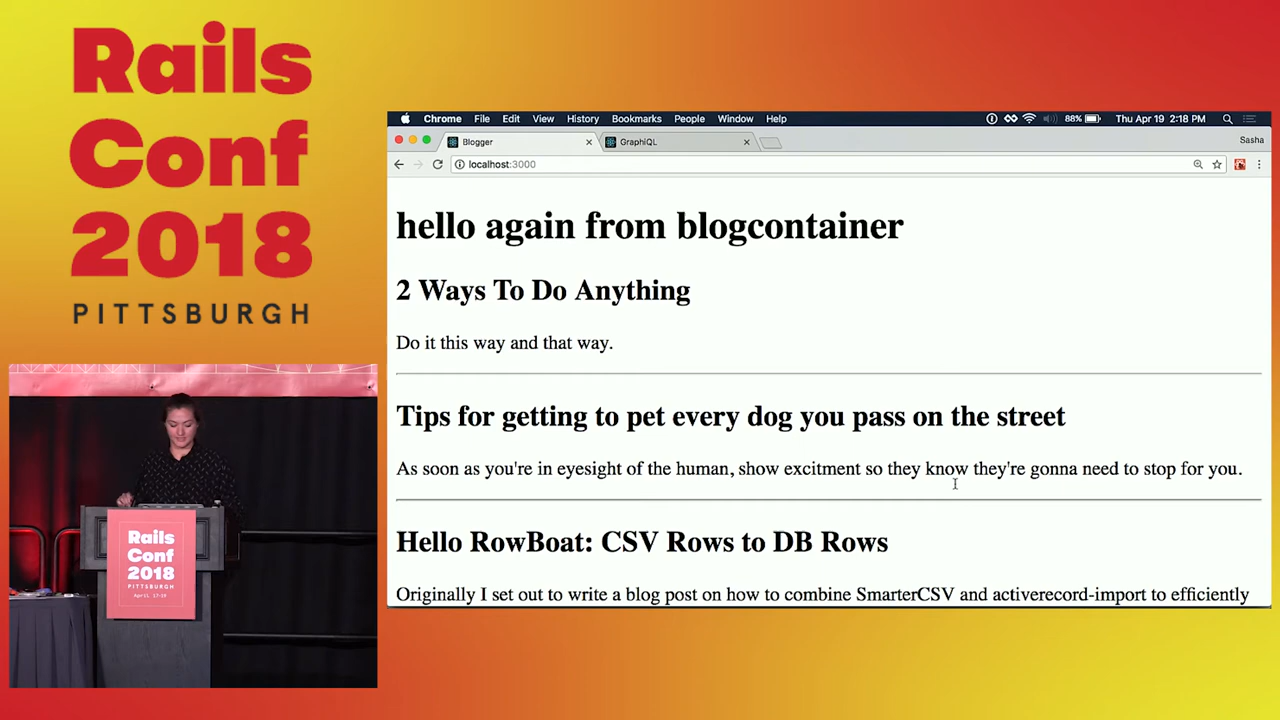 Rails
Conf
2018
PITTSBURGH
Chrome File Edit View History Bookmarks People Window Help 88% Thu Apr 19 2:18 PM
Blogger GraphiQL Sasha
localhost:3000
hello again from blogcontainer
2 Ways To Do Anything
Do it this way and that way.
Tips for getting to pet every dog you pass on the street
As soon as you're in eyesight of the human, show excitment so they know they're gonna need to stop for you.
Hello RowBoat: CSV Rows to DB Rows
Originally I set out to write a blog post on how to combine SmarterCSV and activerecord-import to efficiently
Rails
Conf
2018
PITTSBURGH
April 17-19